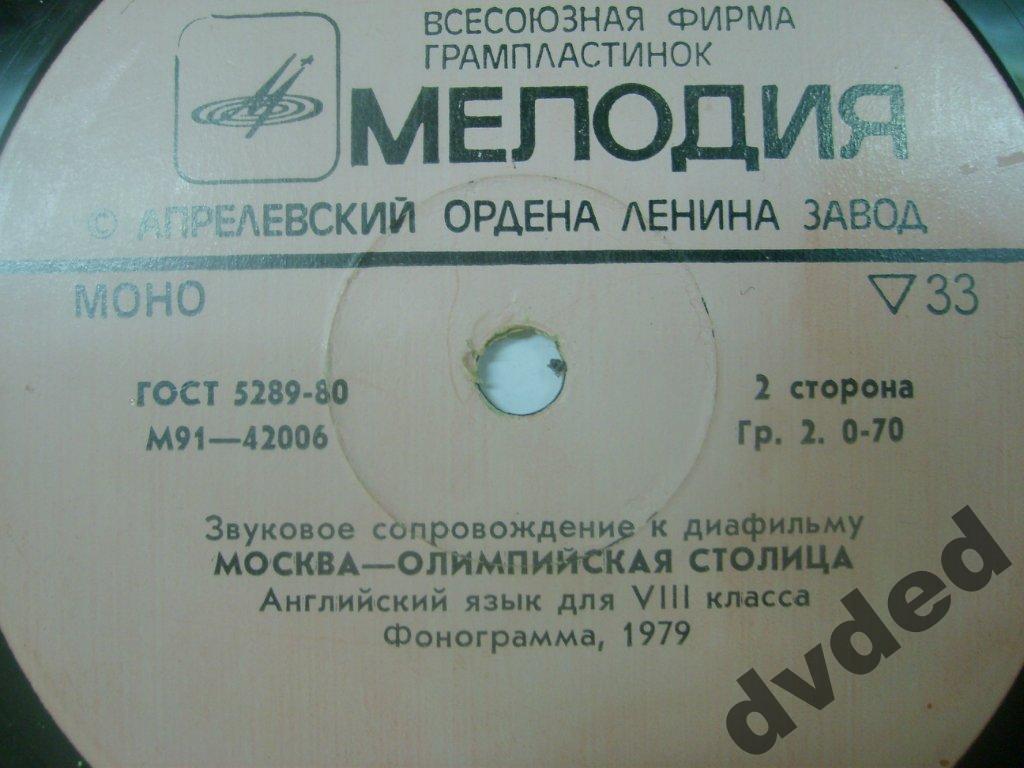 ВСЕСОЮЗНАЯ ФИРМА
ГРАМПЛАСТИНОК
МЕЛОДИЯ
© АПРЕЛЕВСКИЙ ОРДЕНА ЛЕНИНА ЗАВОД
МОНО ▽ 33
ГОСТ 5289-80 2 сторона
М91—42006 Гр. 2. 0-70
Звуковое сопровождение к диафильму
МОСКВА—ОЛИМПИЙСКАЯ СТОЛИЦА
Английский язык для VIII класса
Фонограмма, 1979
dvded